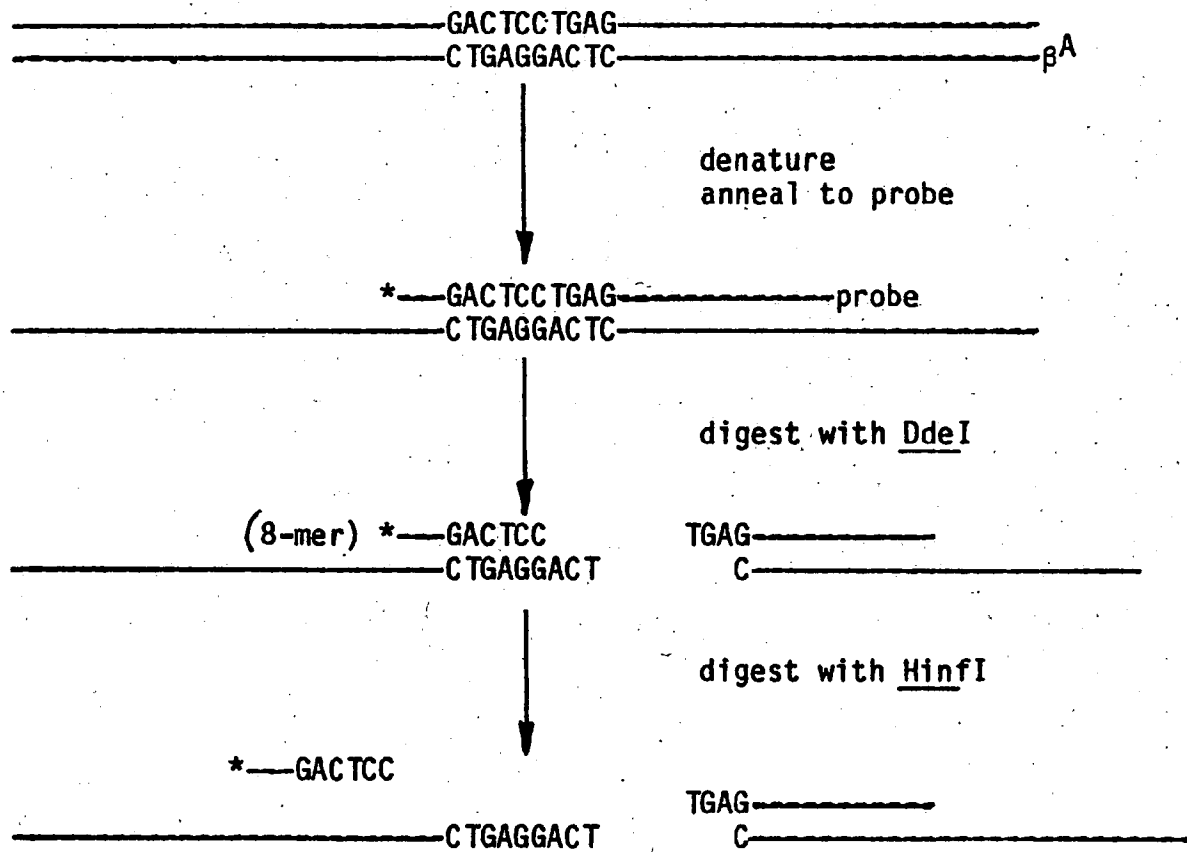 GACTCCTGAG
CTGAGGACTC βA
denature
anneal to probe
* GACTCCTGAG probe
CTGAGGACTC
digest with DdeI
(8-mer) * GACTCC TGAG
CTGAGGACT C
digest with HinfI
* GACTCC
TGAG
CTGAGGACT C